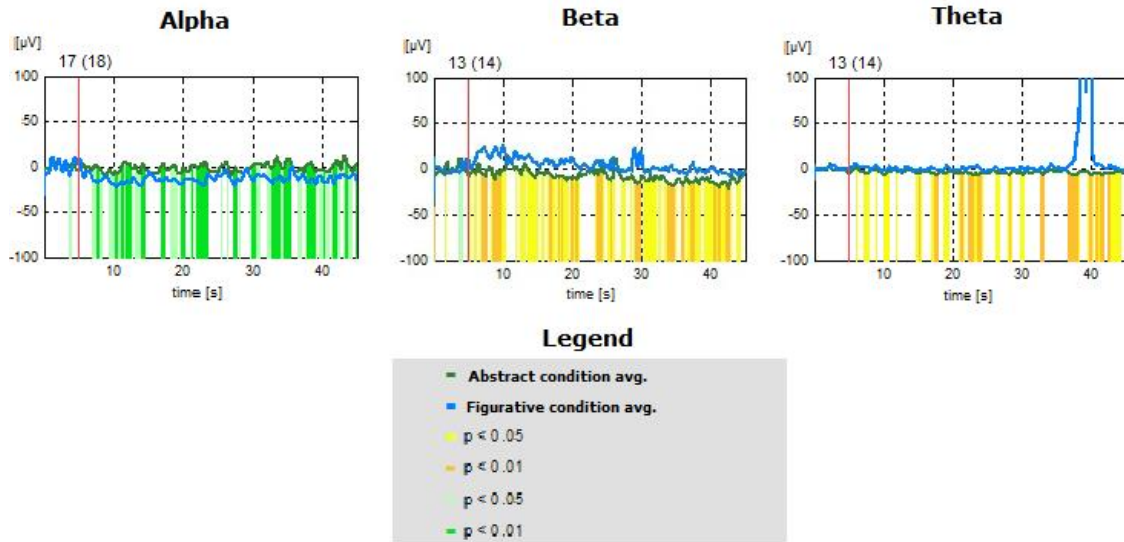 Alpha
[µV]
17 (18)
100
50
0
-50
-100
10 20 30 40
time [s]
Beta
[µV]
13 (14)
100
50
0
-50
-100
10 20 30 40
time [s]
Theta
[µV]
13 (14)
100
50
0
-50
-100
10 20 30 40
time [s]
Legend
Abstract condition avg.
Figurative condition avg.
p < 0.05
p < 0.01
p < 0.05
p < 0.01